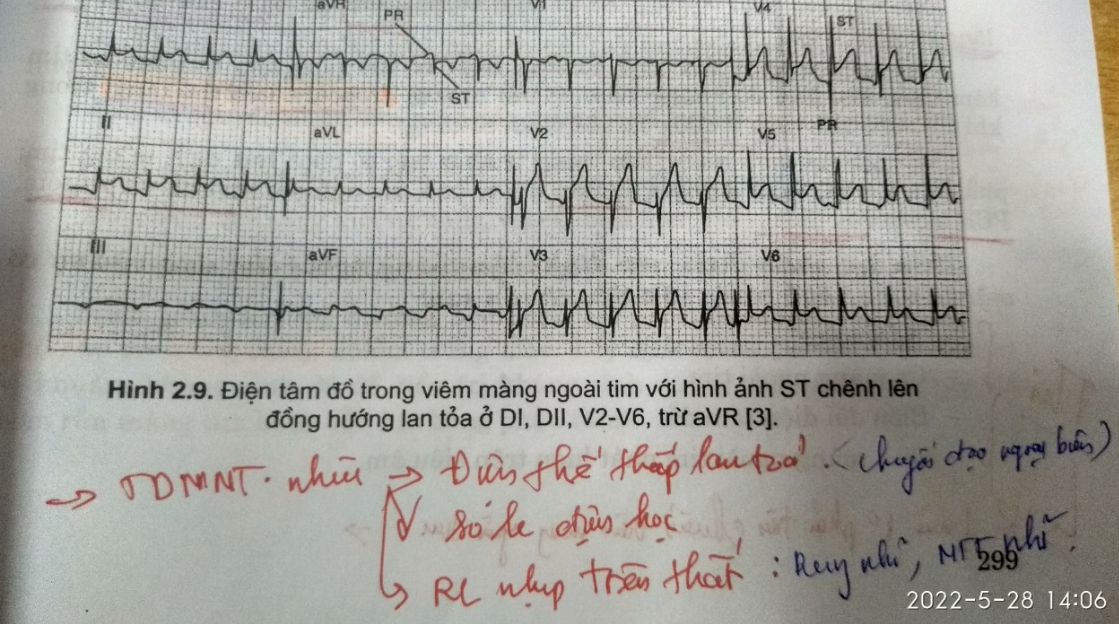 aVR V1 V4
PR ST
ST
II aVL V2 V5 PR
III aVF V3 V6
Hình 2.9. Điện tâm đồ trong viêm màng ngoài tim với hình ảnh ST chênh lên
đồng hướng lan tỏa ở DI, DII, V2-V6, trừ aVR [3].
→ TDMNT. nhiều → Điện thế thấp lan toả. (chuyển đạo ngoại biên)
so le điện học
RL nhịp trên thất : Rung nhĩ, nhĩ.
299
2022-5-28 14:06